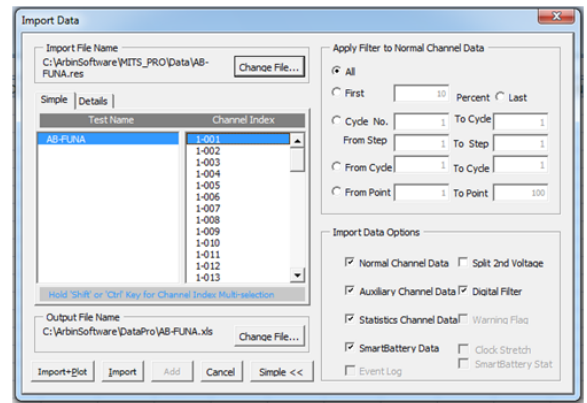 Import Data
Import File Name
C:\ArbinSoftware\MITS_PRO\Data\AB-
FUNA.res
Change File...
Simple
Details
Test Name
Channel Index
AB-FUNA
1-001
1-002
1-003
1-004
1-005
1-006
1-007
1-008
1-009
1-010
1-011
1-012
1-013
Hold 'Shift' or 'Ctrl' Key for Channel Index Multi-selection
Output File Name
C:\ArbinSoftware\DataPro\AB-FUNA.xls
Change File...
Import+Plot
Import
Add
Cancel
Simple <<
Apply Filter to Normal Channel Data
All
First 10 Percent Last
Cycle No. 1 To Cycle 1
From Step 1 To Step 1
From Cycle 1 To Cycle 1
From Point 1 To Point 100
Import Data Options
Normal Channel Data Split 2nd Voltage
Auxiliary Channel Data Digital Filter
Statistics Channel Data Warning Flag
SmartBattery Data Clock Stretch
Event Log SmartBattery Stat